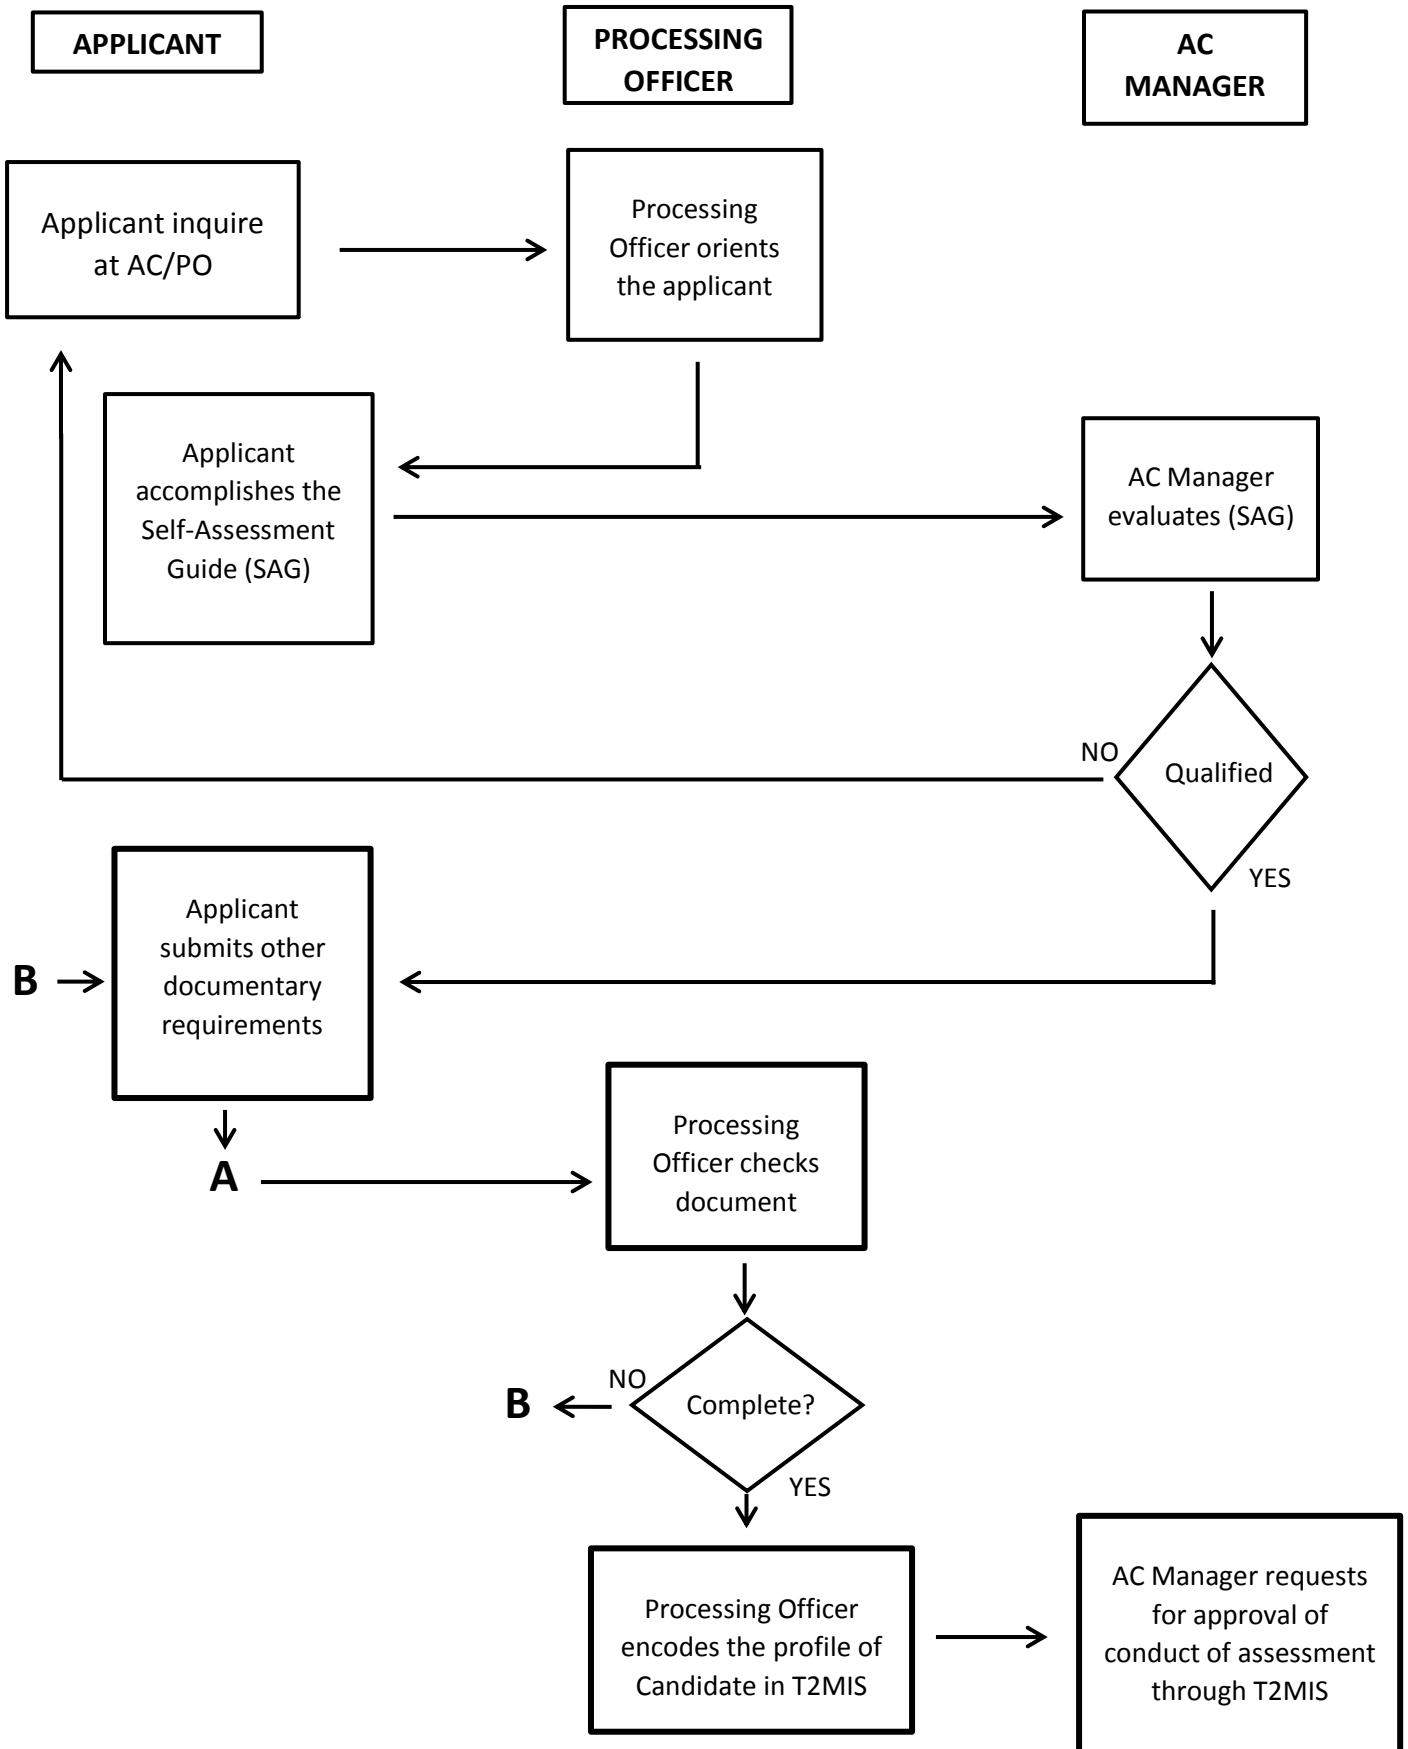 APPLICANT
PROCESSING
OFFICER
AC
MANAGER
Applicant inquire
at AC/PO
Processing
Officer orients
the applicant
Applicant
accomplishes the
Self-Assessment
Guide (SAG)
AC Manager
evaluates (SAG)
NO
Qualified
YES
Applicant
submits other
documentary
requirements
B
A
Processing
Officer checks
document
NO
B
Complete?
YES
Processing Officer
encodes the profile of
Candidate in T2MIS
AC Manager requests
for approval of
conduct of assessment
through T2MIS